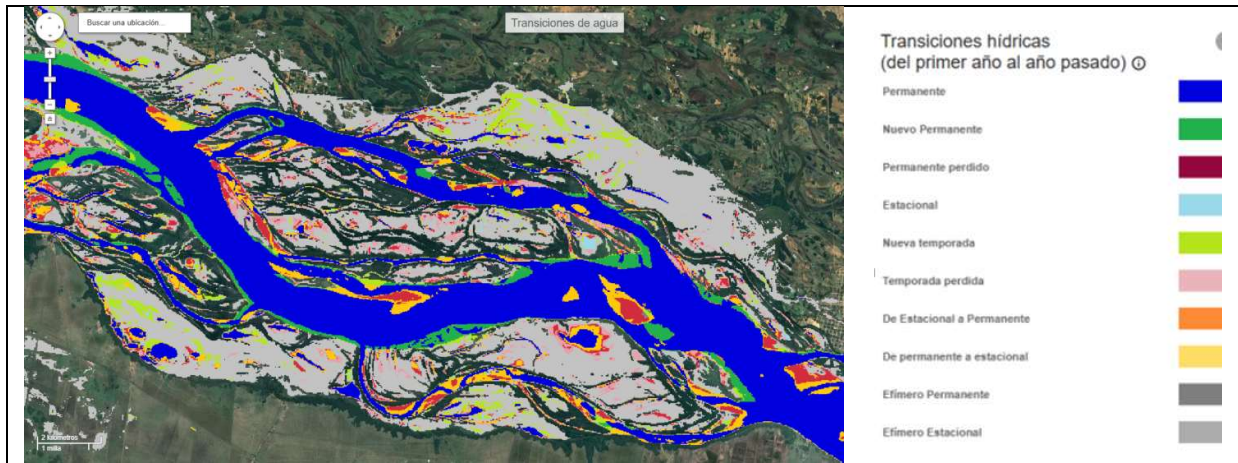 Buscar una ubicación...
Transiciones de agua
2 kilómetros
1 milla
Transiciones hídricas
(del primer año al año pasado)
Permanente
Nuevo Permanente
Permanente perdido
Estacional
Nueva temporada
Temporada perdida
De Estacional a Permanente
De permanente a estacional
Efímero Permanente
Efímero Estacional